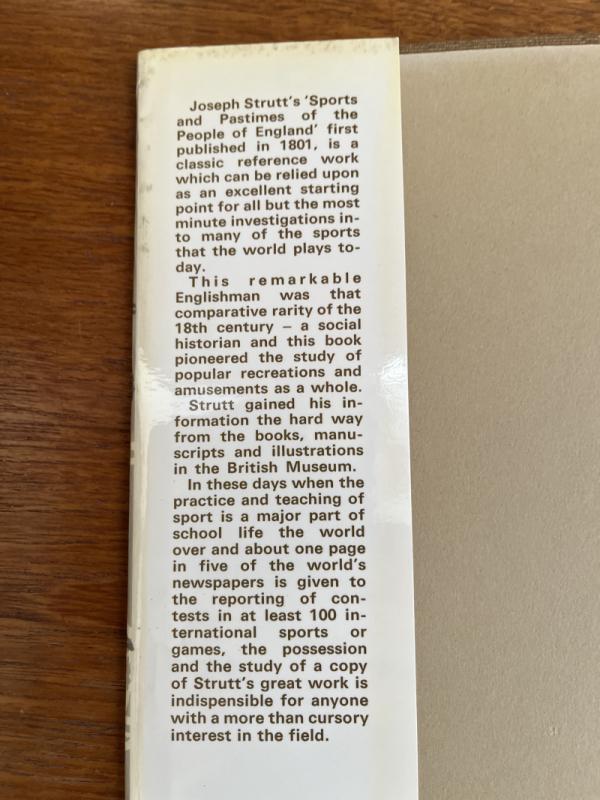 Joseph Strutt's 'Sports
and Pastimes of the
People of England' first
published in 1801, is a
classic reference work
which can be relied upon
as an excellent starting
point for all but the most
minute investigations in-
to many of the sports
that the world plays to-
day.
This remarkable
Englishman was that
comparative rarity of the
18th century – a social
historian and this book
pioneered the study of
popular recreations and
amusements as a whole.
Strutt gained his in-
formation the hard way
from the books, manu-
scripts and illustrations
in the British Museum.
In these days when the
practice and teaching of
sport is a major part of
school life the world
over and about one page
in five of the world's
newspapers is given to
the reporting of con-
tests in at least 100 in-
ternational sports or
games, the possession
and the study of a copy
of Strutt's great work is
indispensible for anyone
with a more than cursory
interest in the field.